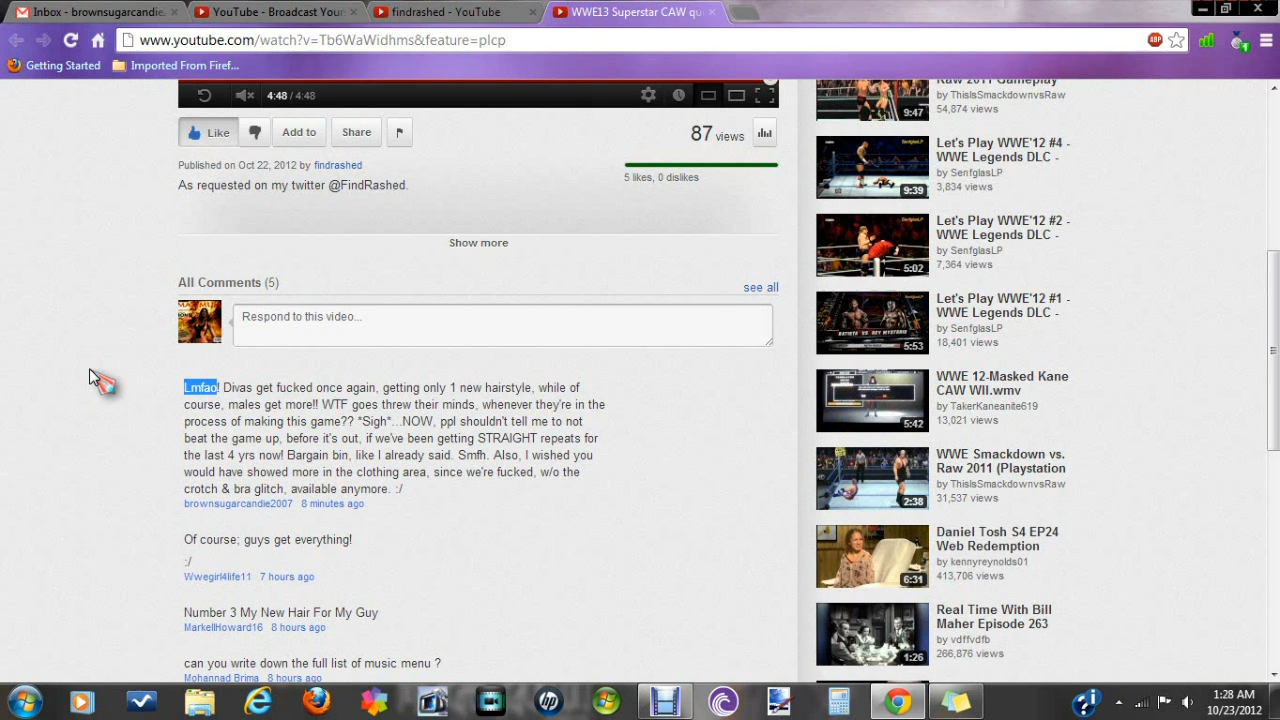 Inbox - brownsugarcandie
YouTube - Broadcast Your
findrashed - YouTube
WWE13 Superstar CAW qu
www.youtube.com/watch?v=Tb6WaWidhms&feature=plcp
ABP
Getting Started
Imported From Firef...
4:48 / 4:48
Like
Add to
Share
87 views
Published on Oct 22, 2012 by findrashed
As requested on my twitter @FindRashed.
5 likes, 0 dislikes
Show more
All Comments (5)
see all
Respond to this video...
Lmfao! Divas get fucked once again, getting only 1 new hairstyle, while of
course, males get more!! WTF goes threw their minds, whenever they're in the
process of making this game?? *Sigh*...NOW, ppl shouldn't tell me to not
beat the game up, before it's out, if we've been getting STRAIGHT repeats for
the last 4 yrs now! Bargain bin, like I already said. Smfh. Also, I wished you
would have showed more in the clothing area, since we're fucked, w/o the
crotch & bra glitch, available anymore. :/
brownsugarcandie2007 8 minutes ago
Of course; guys get everything!
:/
Wwegirl4life11 7 hours ago
Number 3 My New Hair For My Guy
MarkellHoward16 8 hours ago
can you write down the full list of music menu ?
Mohannad Brima 8 hours ago
Raw 2011 Gameplay
by ThisIsSmackdownvsRaw
54,874 views
9:47
Let's Play WWE'12 #4 -
WWE Legends DLC -
by SenfglasLP
3,834 views
9:39
Let's Play WWE'12 #2 -
WWE Legends DLC -
by SenfglasLP
7,364 views
5:02
Let's Play WWE'12 #1 -
WWE Legends DLC -
by SenfglasLP
18,401 views
BATISTA VS. REY MYSTERIO
5:53
WWE 12-Masked Kane
CAW WII.wmv
by TakerKaneanite619
13,021 views
5:42
WWE Smackdown vs.
Raw 2011 (Playstation
by ThisIsSmackdownvsRaw
31,537 views
2:38
Daniel Tosh S4 EP24
Web Redemption
by kennyreynolds01
413,706 views
6:31
Real Time With Bill
Maher Episode 263
by vdffvdfb
266,876 views
1:26
1:28 AM
10/23/2012